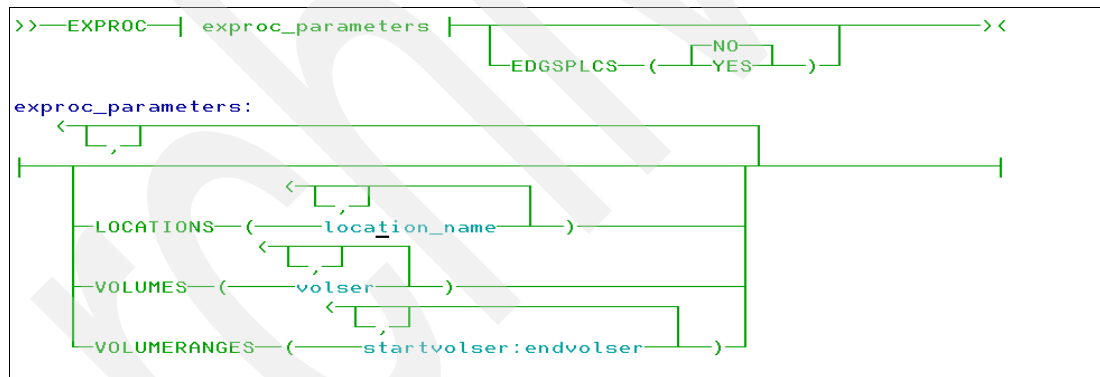 >>—EXPROC—| exproc_parameters |—><
NO
EDGSPLCS—(—YES—)
exproc_parameters:
<
,
<
,
LOCATIONS—(—location_name—)
<
,
VOLUMES—(—volser—)
<
,
VOLUMERANGES—(—startvolser:endvolser—)